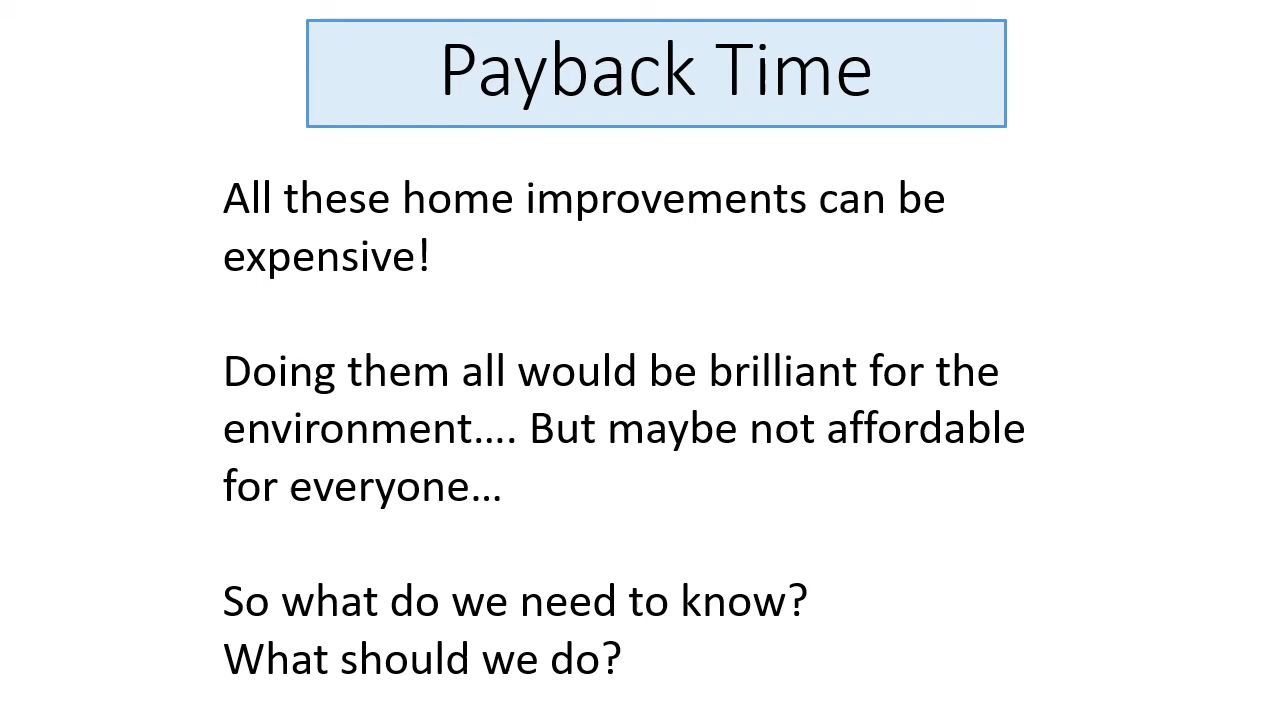 Payback Time
All these home improvements can be
expensive!
Doing them all would be brilliant for the
environment…. But maybe not affordable
for everyone…
So what do we need to know?
What should we do?